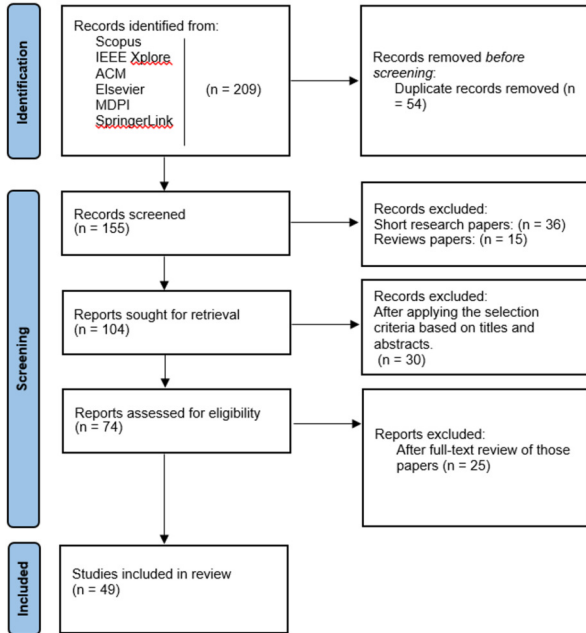 Identification
Records identified from:
Scopus
IEEE Xplore
ACM
Elsevier
MDPI
SpringerLink
(n = 209)
Records removed before
screening:
Duplicate records removed (n
= 54)
Screening
Records screened
(n = 155)
Records excluded:
Short research papers: (n = 36)
Reviews papers: (n = 15)
Reports sought for retrieval
(n = 104)
Records excluded:
After applying the selection
criteria based on titles and
abstracts.
(n = 30)
Reports assessed for eligibility
(n = 74)
Reports excluded:
After full-text review of those
papers (n = 25)
Included
Studies included in review
(n = 49)